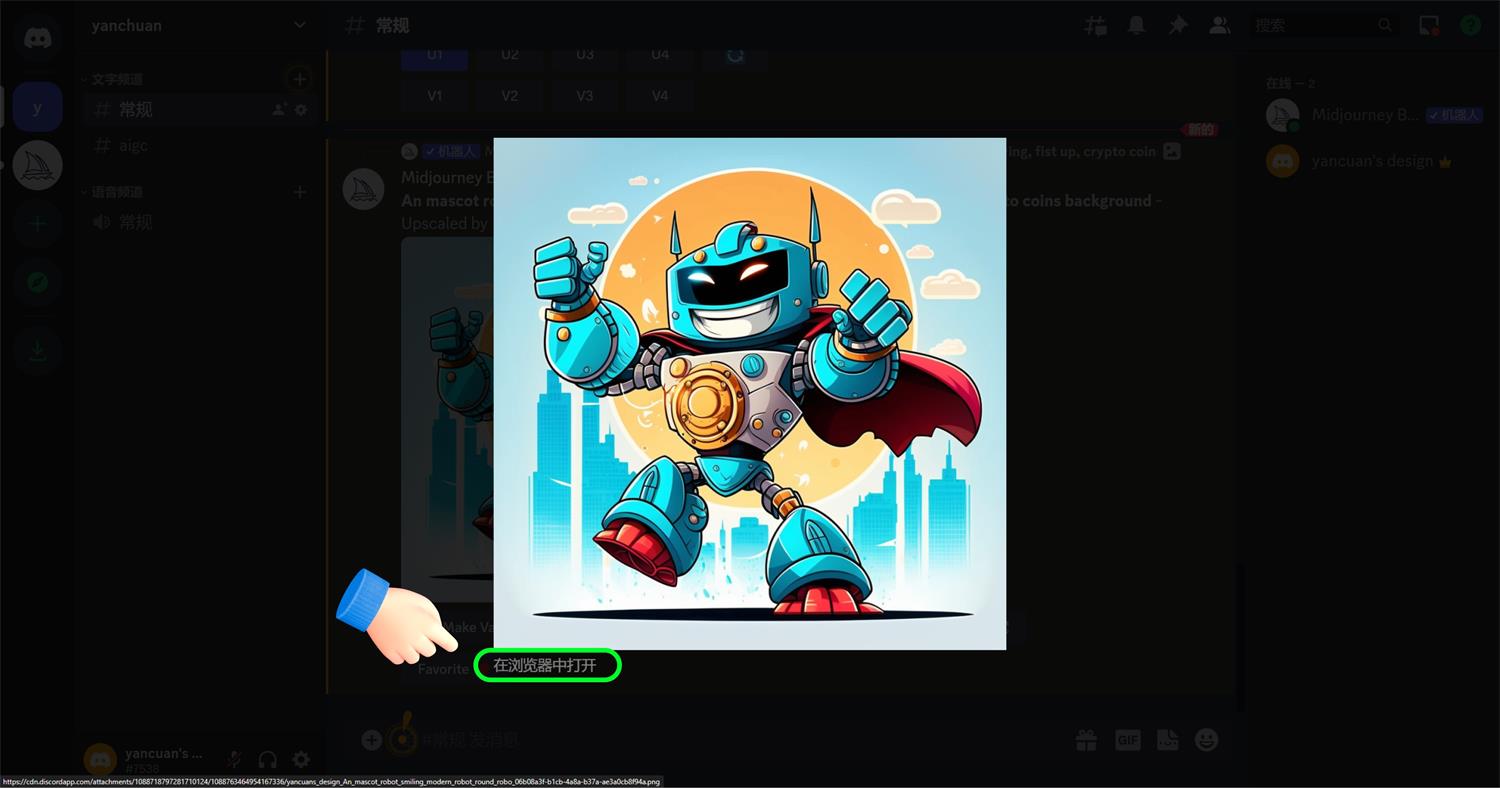 yanchuan
# 常规
搜索
U1 U2 U3 U4
文字频道
在线 — 2
# 常规
V1 V2 V3 V4
y
Midjourney B... ✓机器人
新的
# aigc
✓机器人
ing, fist up, crypto coin
yancuan's design
Midjourney B
语音频道
An mascot ro
to coins background -
常规
Upscaled by
Make Va
Favorite
在浏览器中打开
#常规 发消息
GIF
yancuan's ...
#7538
https://cdn.discordapp.com/attachments/1088718797281710124/1088763464954167336/yancuans_design_An_mascot_robot_smiling_modern_robot_round_robo_06b08a3f-b1cb-4a8a-b37a-ae3a0cb8f94a.png